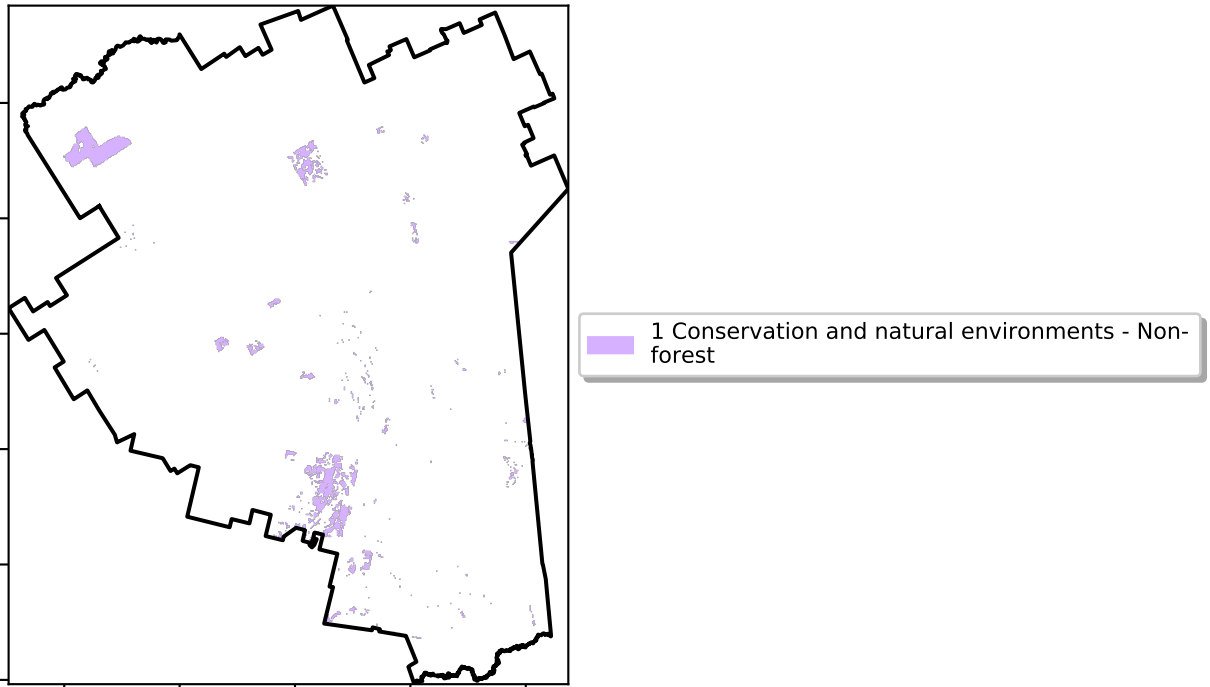 1 Conservation and natural environments - Non-
forest